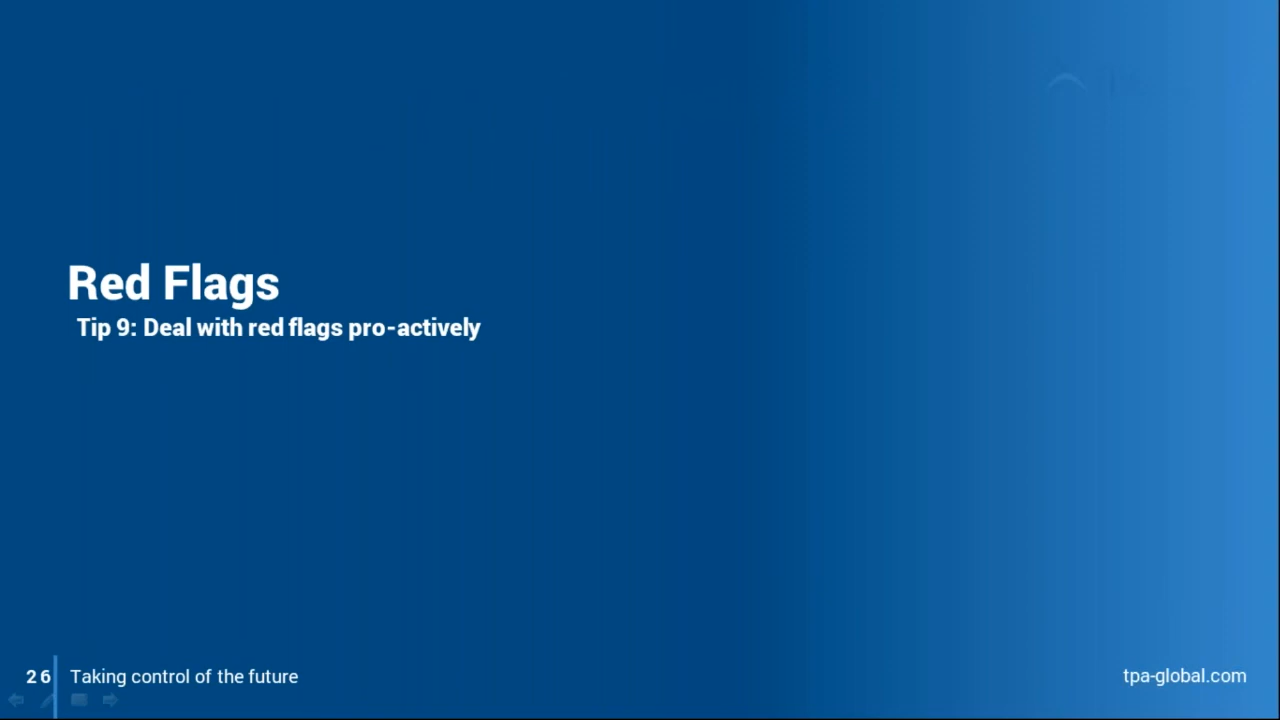 Red Flags
Tip 9: Deal with red flags pro-actively
26 Taking control of the future
tpa-global.com